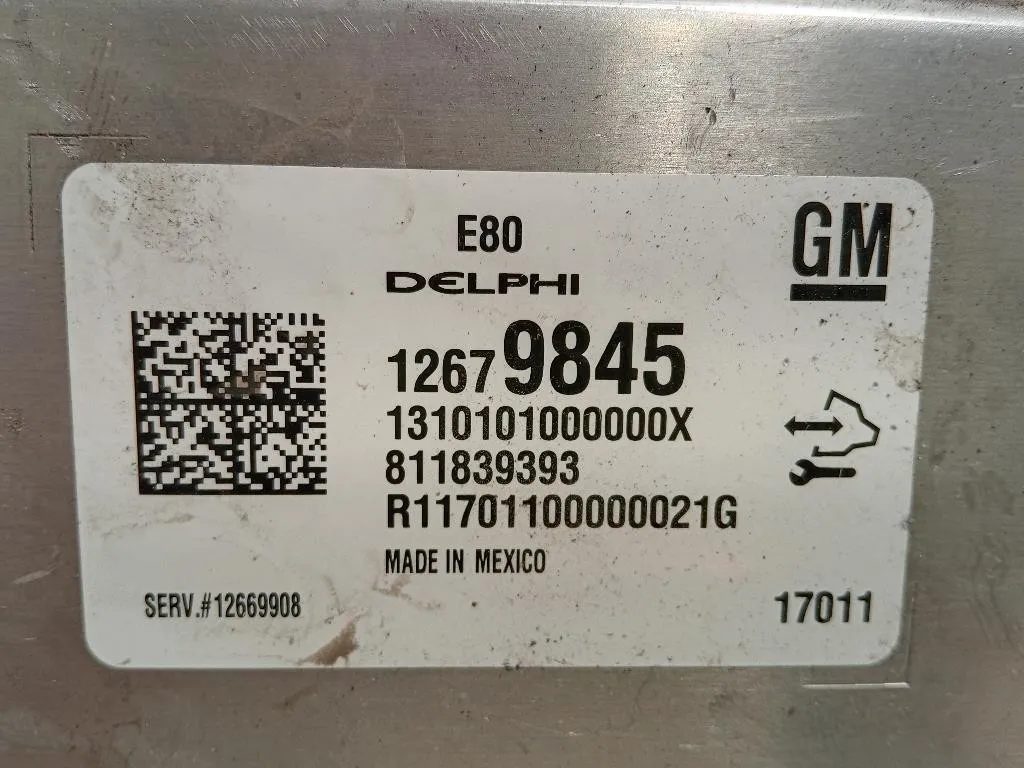 E80
GM
DELPHI
12679845
1310101000000X
811839393
R11701100000021G
MADE IN MEXICO
SERV.#12669908
17011